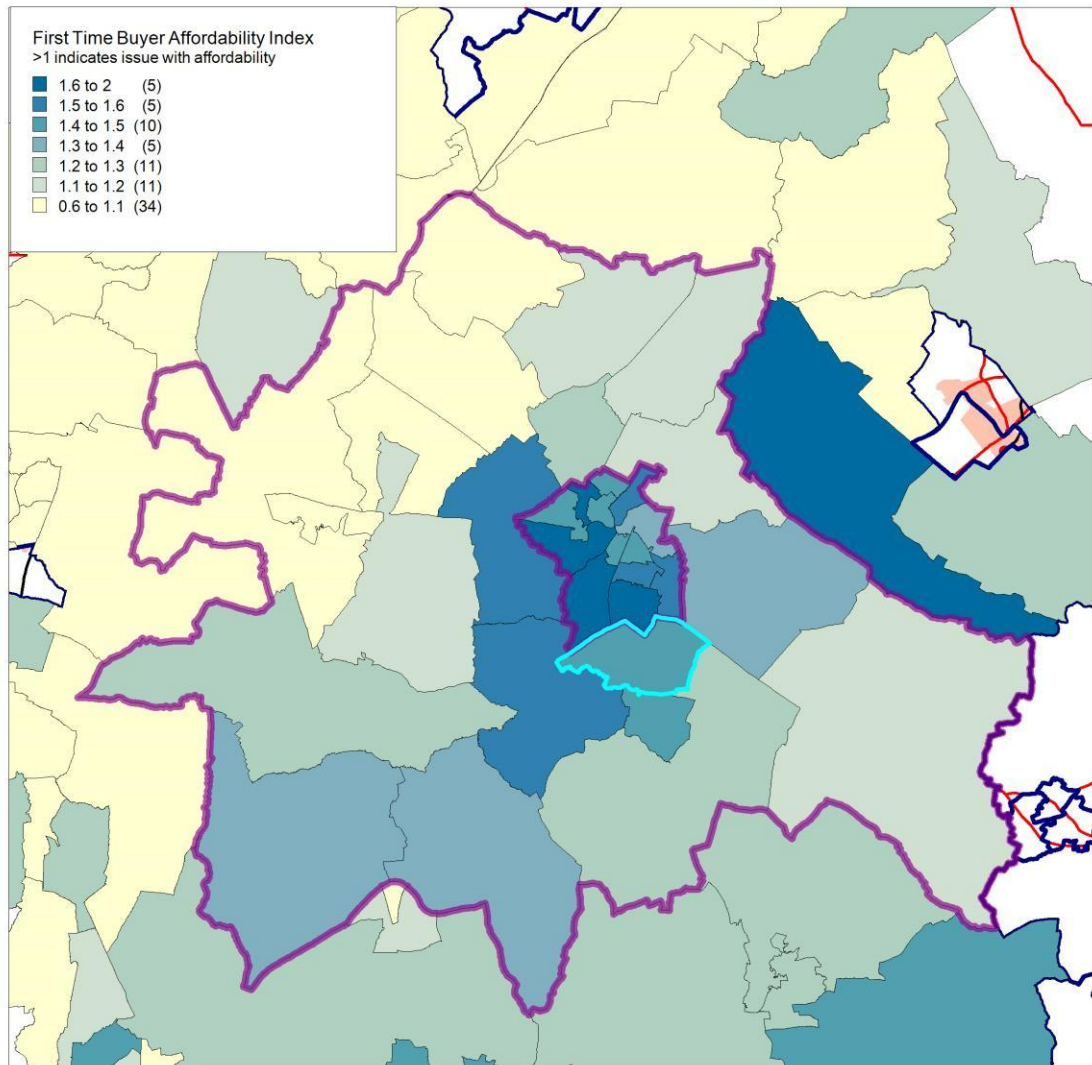 First Time Buyer Affordability Index
>1 indicates issue with affordability
1.6 to 2 (5)
1.5 to 1.6 (5)
1.4 to 1.5 (10)
1.3 to 1.4 (5)
1.2 to 1.3 (11)
1.1 to 1.2 (11)
0.6 to 1.1 (34)